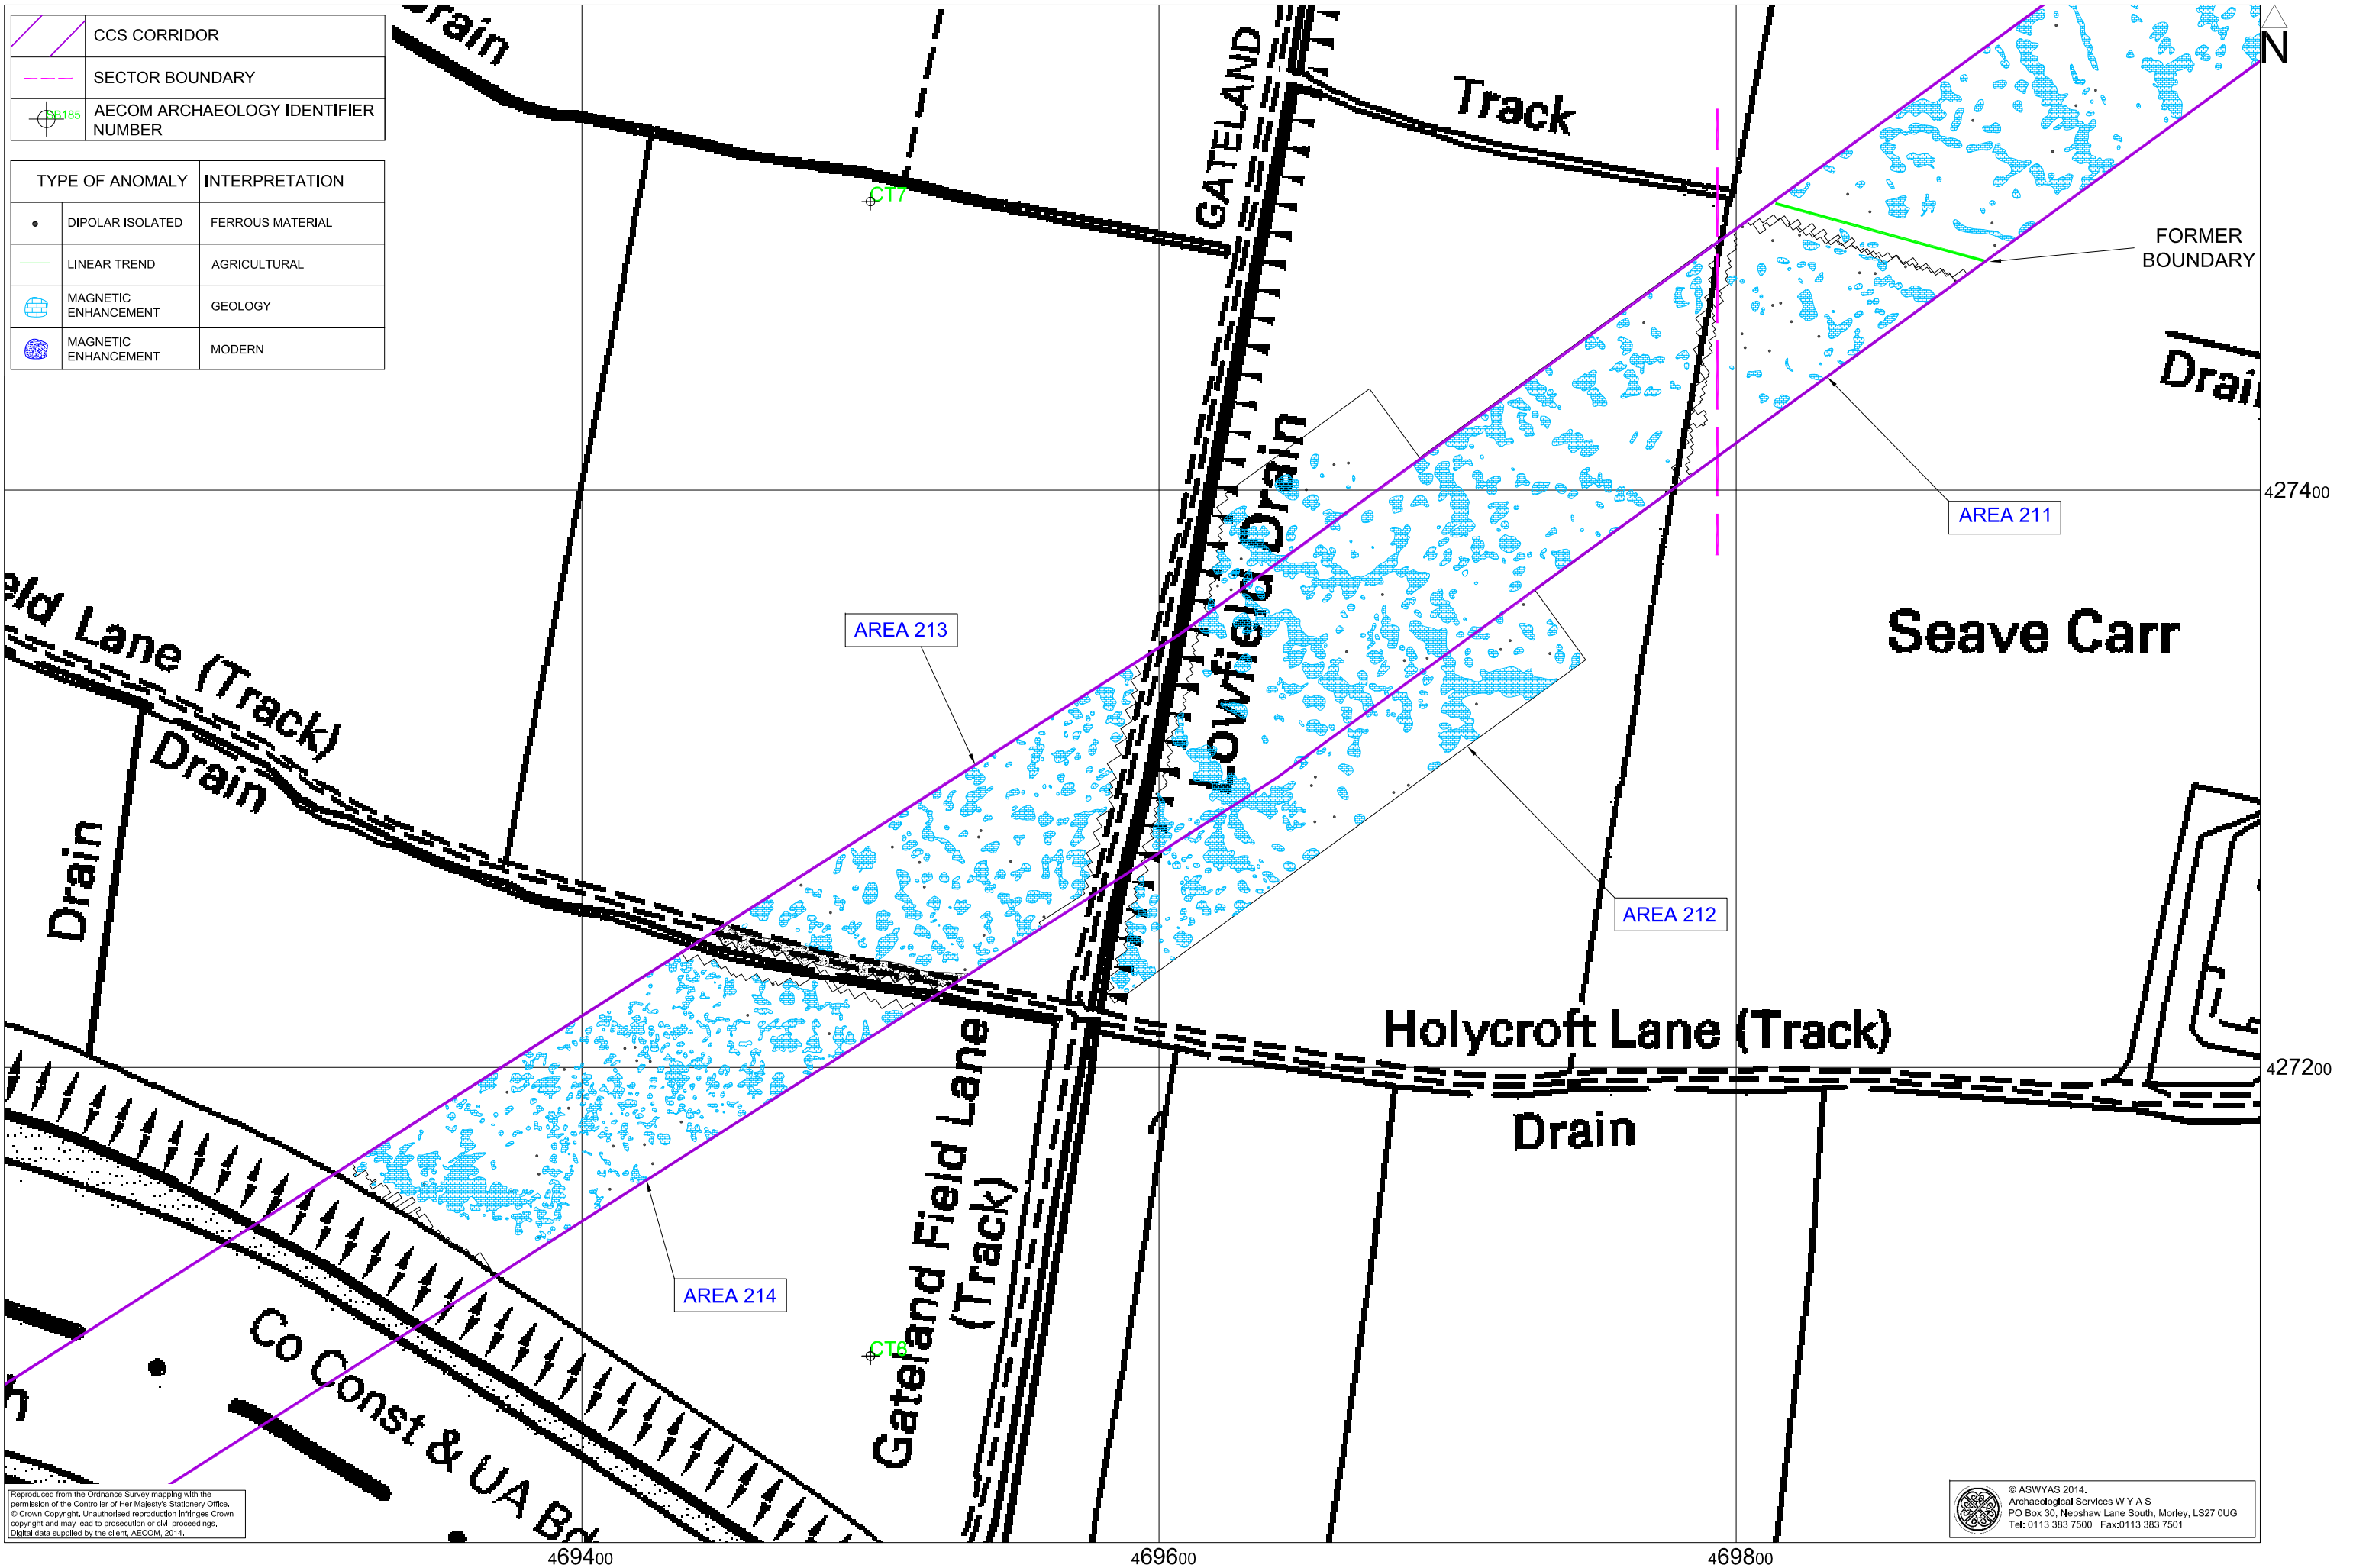 CCS CORRIDOR
SECTOR BOUNDARY
SB185
AECOM ARCHAEOLOGY IDENTIFIER
NUMBER
TYPE OF ANOMALY INTERPRETATION
DIPOLAR ISOLATED FERROUS MATERIAL
LINEAR TREND AGRICULTURAL
MAGNETIC
ENHANCEMENT GEOLOGY
MAGNETIC
ENHANCEMENT MODERN
Drain
GATELAND
Track
N
CT7
FORMER
BOUNDARY
Drai
Lowfield Drain
427400
AREA 211
eld Lane (Track)
Drain
AREA 213
Seave Carr
Drain
AREA 212
Holycroft Lane (Track)
427200
Drain
Gateland Field Lane
(Track)
AREA 214
CT6
Co Const & UA Bdy
n
Reproduced from the Ordnance Survey mapping with the
permission of the Controller of Her Majesty's Stationery Office.
© Crown Copyright. Unauthorised reproduction infringes Crown
copyright and may lead to prosecution or civil proceedings,
Digital data supplied by the client, AECOM, 2014.
© ASWYAS 2014.
Archaeological Services W Y A S
PO Box 30, Nepshaw Lane South, Morley, LS27 0UG
Tel: 0113 383 7500 Fax:0113 383 7501
469400
469600
469800